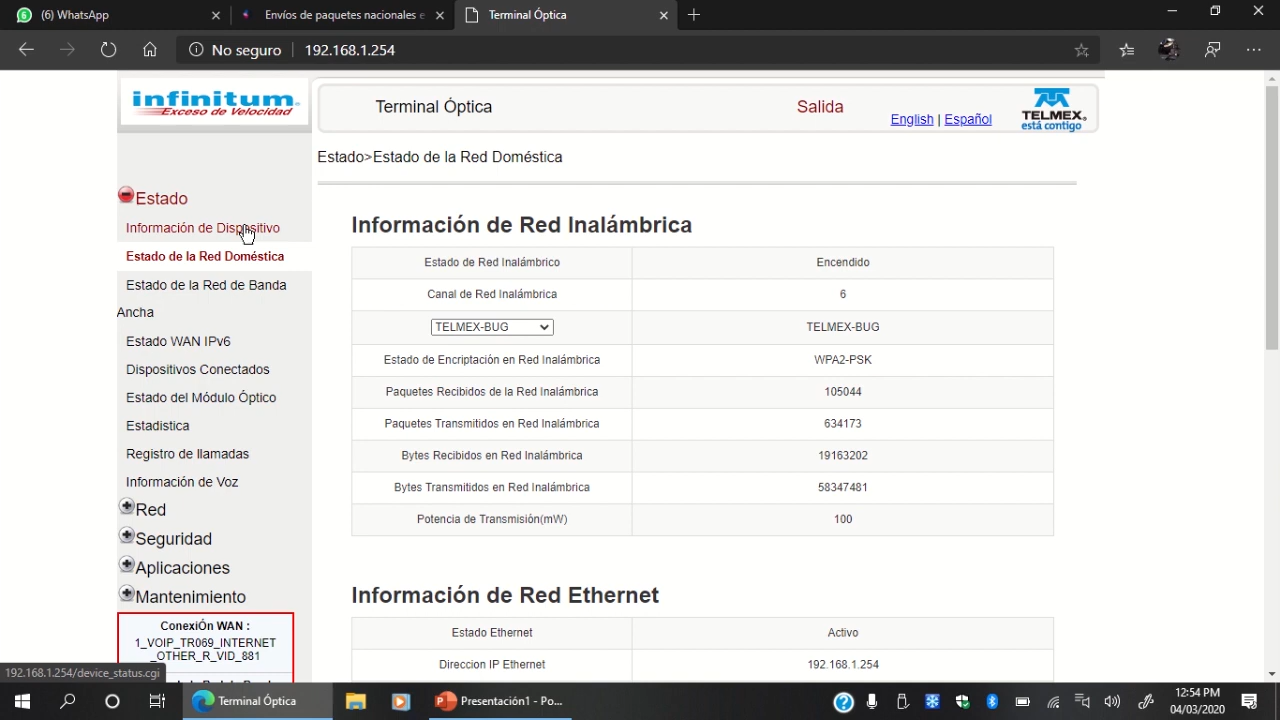 (6) WhatsApp
Envíos de paquetes nacionales e
Terminal Óptica
No seguro
192.168.1.254
infinitum
Exceso de Velocidad
Terminal Óptica
Salida
English | Español
TELMEX
está contigo
Estado>Estado de la Red Doméstica
Estado
Información de Dispositivo
Estado de la Red Doméstica
Estado de la Red de Banda
Ancha
Estado WAN IPv6
Dispositivos Conectados
Estado del Módulo Óptico
Estadistica
Registro de llamadas
Información de Voz
Red
Seguridad
Aplicaciones
Mantenimiento
ConexiÓn WAN :
1_VOIP_TR069_INTERNET
_OTHER_R_VID_881
Información de Red Inalámbrica
Estado de Red Inalámbrico Encendido
Canal de Red Inalámbrica 6
TELMEX-BUG TELMEX-BUG
Estado de Encriptación en Red Inalámbrica WPA2-PSK
Paquetes Recibidos de la Red Inalámbrica 105044
Paquetes Transmitidos en Red Inalámbrica 634173
Bytes Recibidos en Red Inalámbrica 19163202
Bytes Transmitidos en Red Inalámbrica 58347481
Potencia de Transmisión(mW) 100
Información de Red Ethernet
Estado Ethernet Activo
Direccion IP Ethernet 192.168.1.254
192.168.1.254/device_status.cgi
Terminal Óptica
Presentación1 - Po...
12:54 PM
04/03/2020